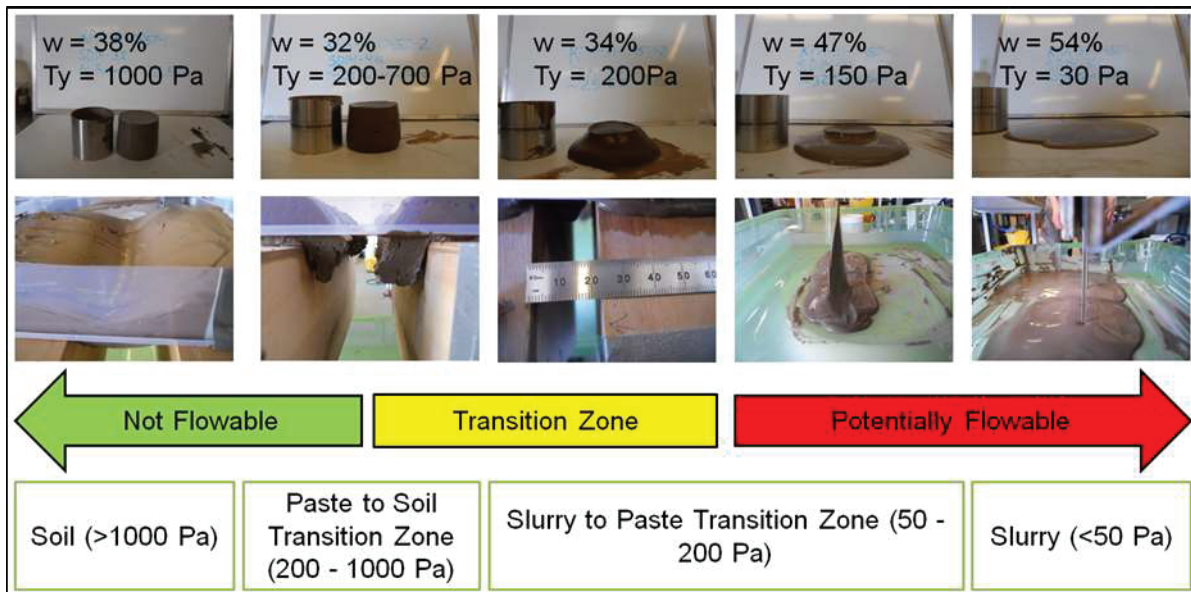 w = 38%
Ty = 1000 Pa
w = 32%
Ty = 200-700 Pa
w = 34%
Ty = 200Pa
w = 47%
Ty = 150 Pa
w = 54%
Ty = 30 Pa
10 20 30 40 50 60
Not Flowable
Transition Zone
Potentially Flowable
Soil (>1000 Pa)
Paste to Soil
Transition Zone
(200 - 1000 Pa)
Slurry to Paste Transition Zone (50 -
200 Pa)
Slurry (<50 Pa)